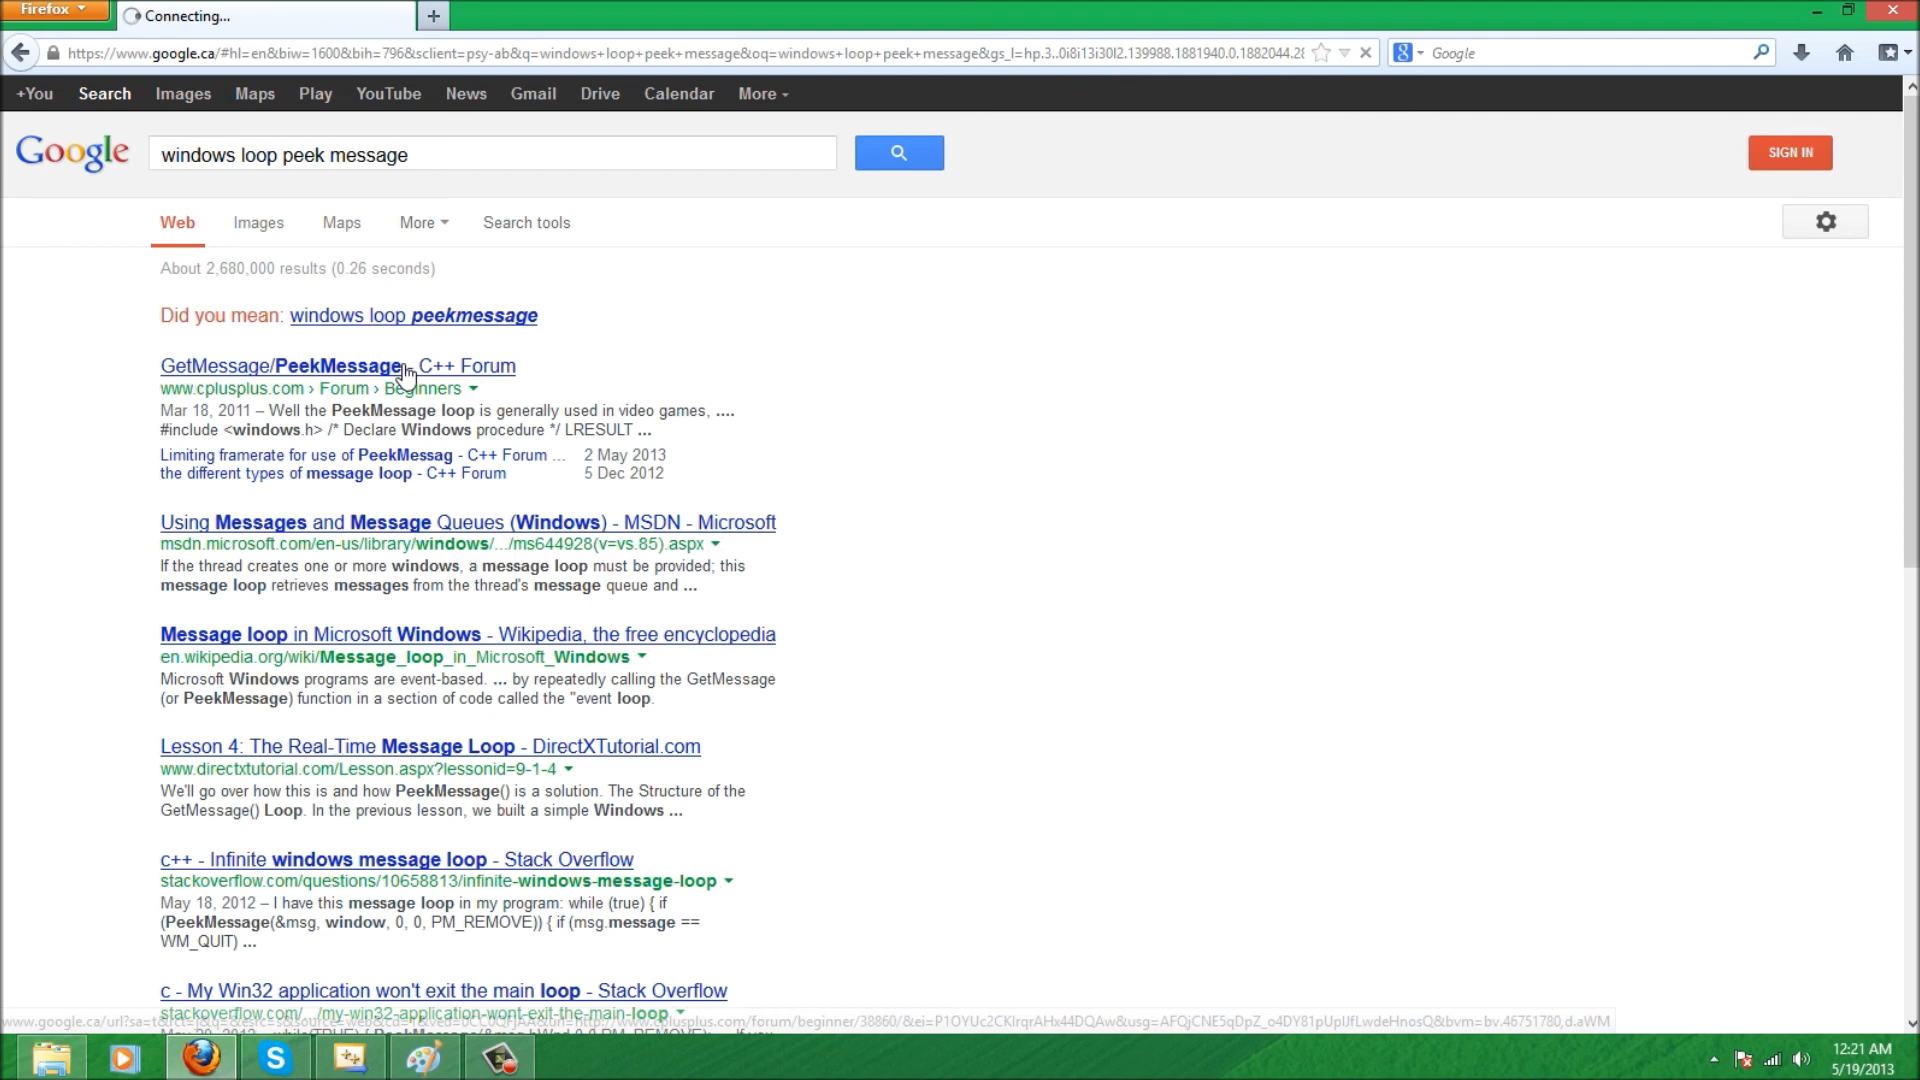 Firefox
Connecting...
https://www.google.ca/#hl=en&biw=1600&bih=796&sclient=psy-ab&q=windows+loop+peek+message&oq=windows+loop+peek+message&gs_l=hp.3..0i8i13i30l2.139988.1881940.0.1882044.28
Google
+You Search Images Maps Play YouTube News Gmail Drive Calendar More
Google
windows loop peek message
SIGN IN
Web Images Maps More Search tools
About 2,680,000 results (0.26 seconds)
Did you mean: windows loop peekmessage
GetMessage/PeekMessage - C++ Forum
www.cplusplus.com › Forum › Beginners
Mar 18, 2011 – Well the PeekMessage loop is generally used in video games, ....
#include <windows.h> /* Declare Windows procedure */ LRESULT ...
Limiting framerate for use of PeekMessag - C++ Forum ... 2 May 2013
the different types of message loop - C++ Forum 5 Dec 2012
Using Messages and Message Queues (Windows) - MSDN - Microsoft
msdn.microsoft.com/en-us/library/windows/.../ms644928(v=vs.85).aspx
If the thread creates one or more windows, a message loop must be provided; this
message loop retrieves messages from the thread's message queue and ...
Message loop in Microsoft Windows - Wikipedia, the free encyclopedia
en.wikipedia.org/wiki/Message_loop_in_Microsoft_Windows
Microsoft Windows programs are event-based. ... by repeatedly calling the GetMessage
(or PeekMessage) function in a section of code called the "event loop.
Lesson 4: The Real-Time Message Loop - DirectXTutorial.com
www.directxtutorial.com/Lesson.aspx?lessonid=9-1-4
We'll go over how this is and how PeekMessage() is a solution. The Structure of the
GetMessage() Loop. In the previous lesson, we built a simple Windows ...
c++ - Infinite windows message loop - Stack Overflow
stackoverflow.com/questions/10658813/infinite-windows-message-loop
May 18, 2012 – I have this message loop in my program: while (true) { if
(PeekMessage(&msg, window, 0, 0, PM_REMOVE)) { if (msg.message ==
WM_QUIT) ...
c - My Win32 application won't exit the main loop - Stack Overflow
stackoverflow.com/.../my-win32-application-wont-exit-the-main-loop
12:21 AM
5/19/2013